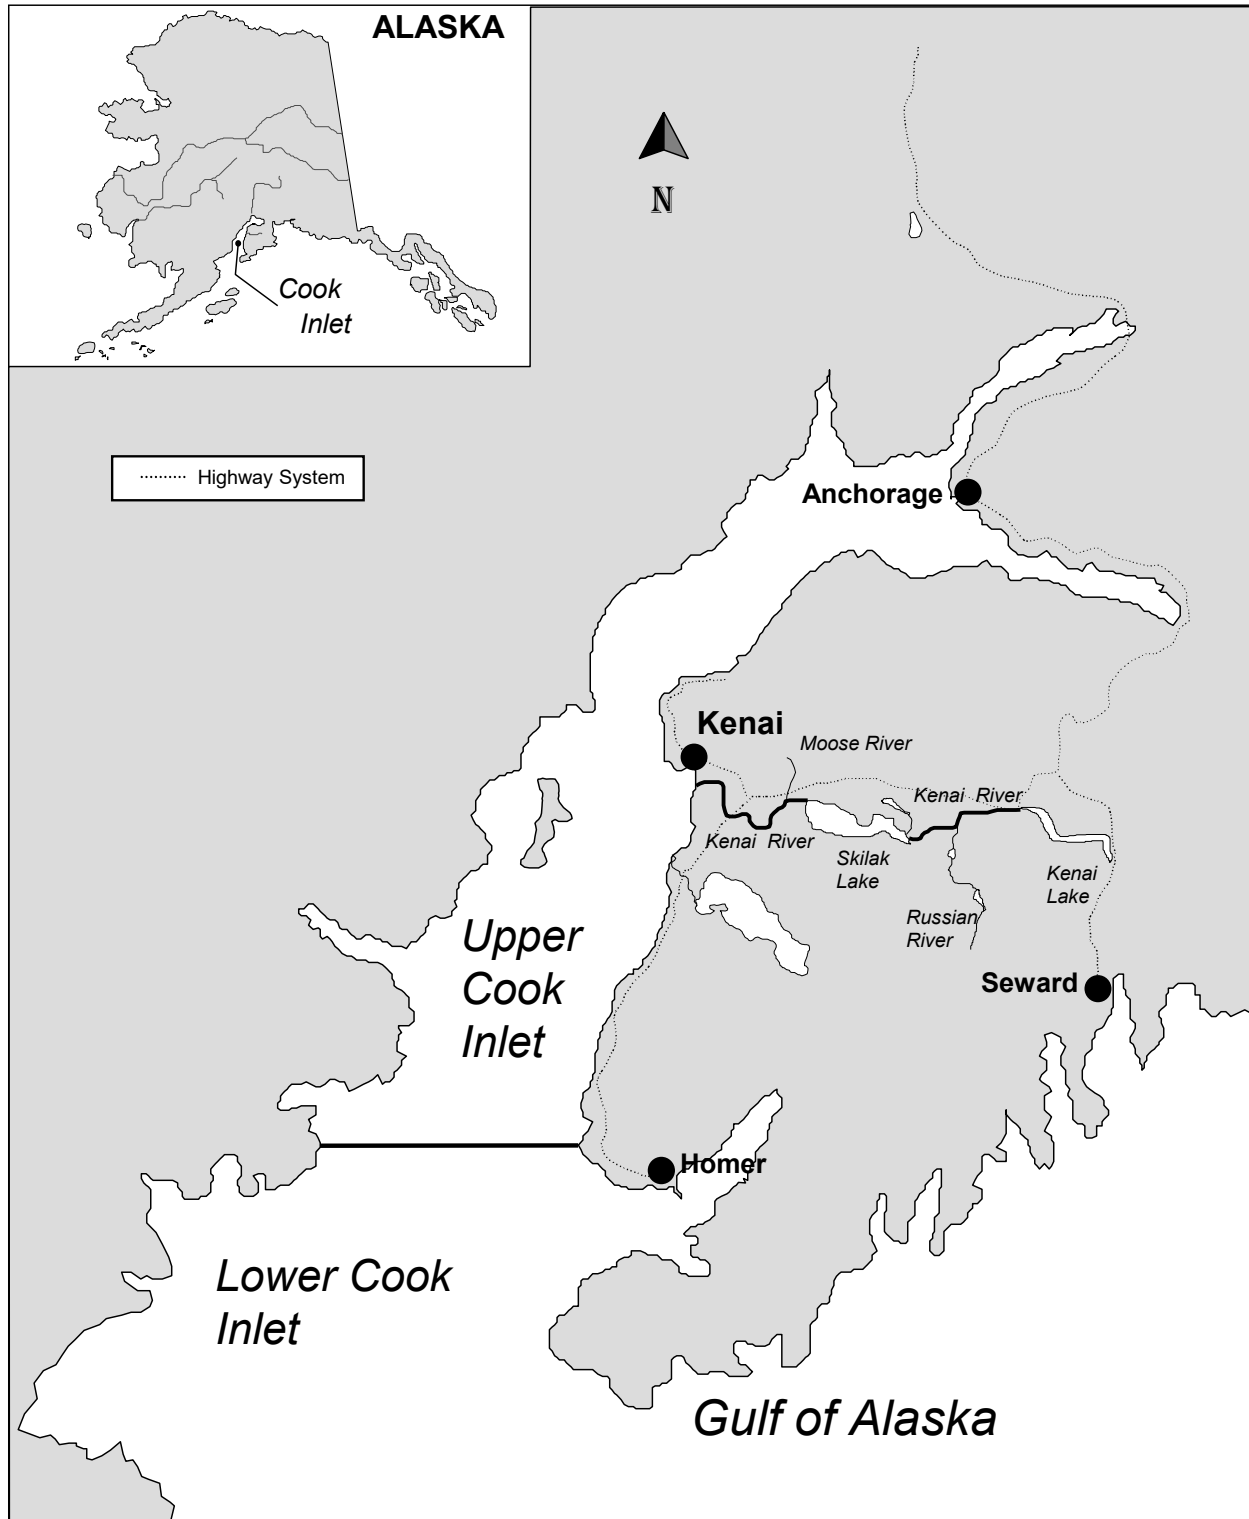 ALASKA
Cook
Inlet
N
Highway System
Anchorage
Kenai
Moose River
Kenai River
Kenai River
Skilak
Lake
Kenai
Lake
Russian
River
Upper
Cook
Inlet
Seward
Homer
Lower Cook
Inlet
Gulf of Alaska